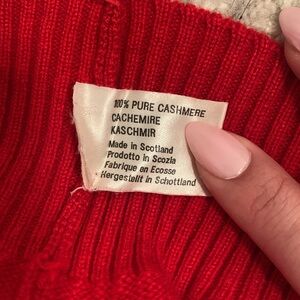 100% PURE CASHMERE
CACHEMIRE
KASCHMIR
Made in Scotland
Prodotto in Scozia
Fabrique en Ecosse
Hergestellt in Schottland